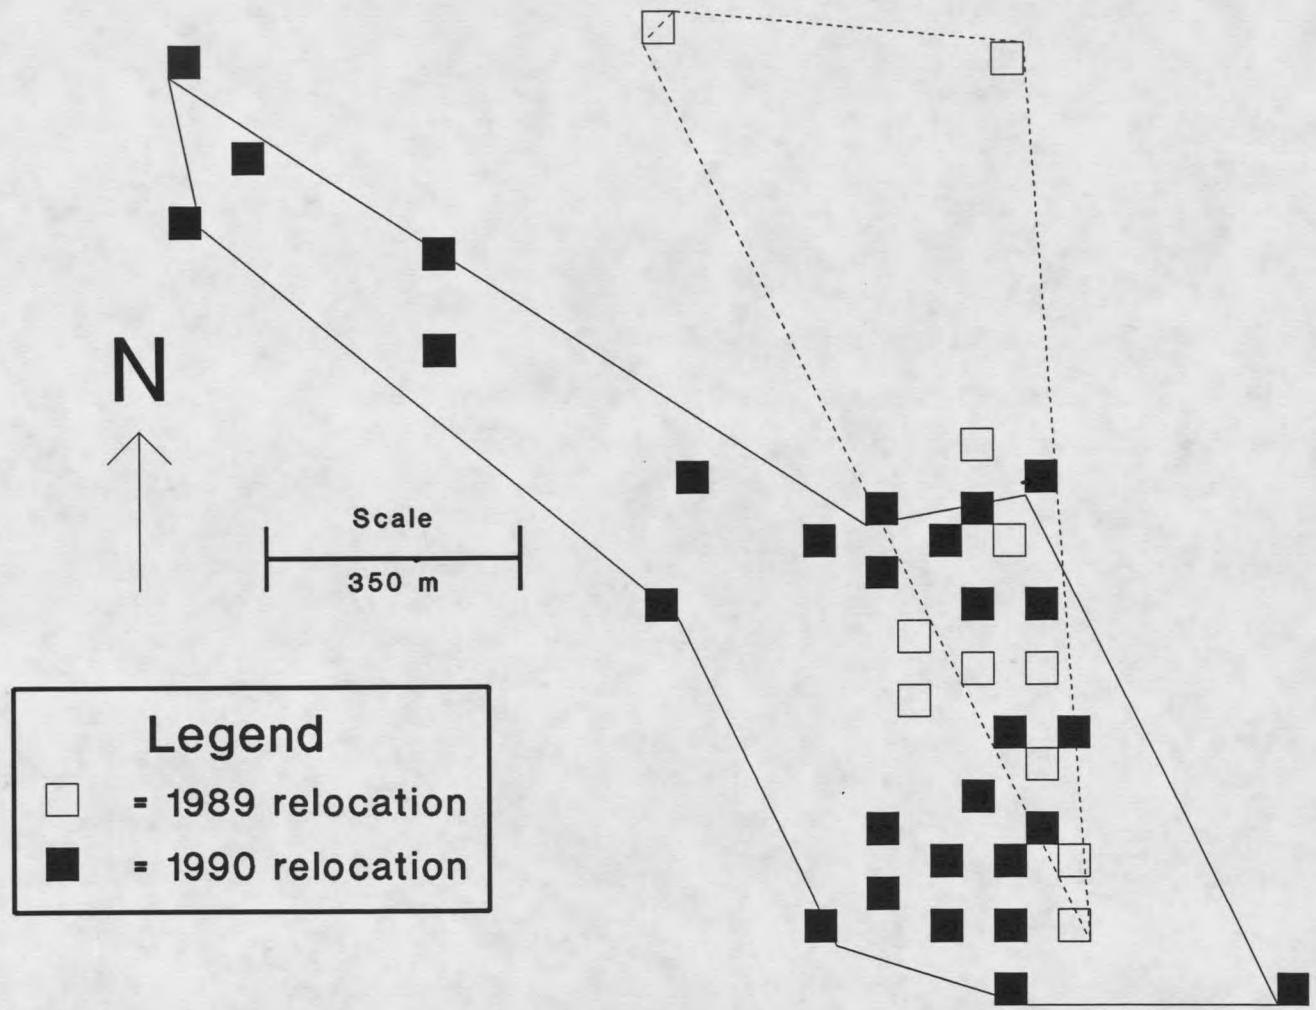 N
Scale
350 m
Legend
= 1989 relocation
= 1990 relocation